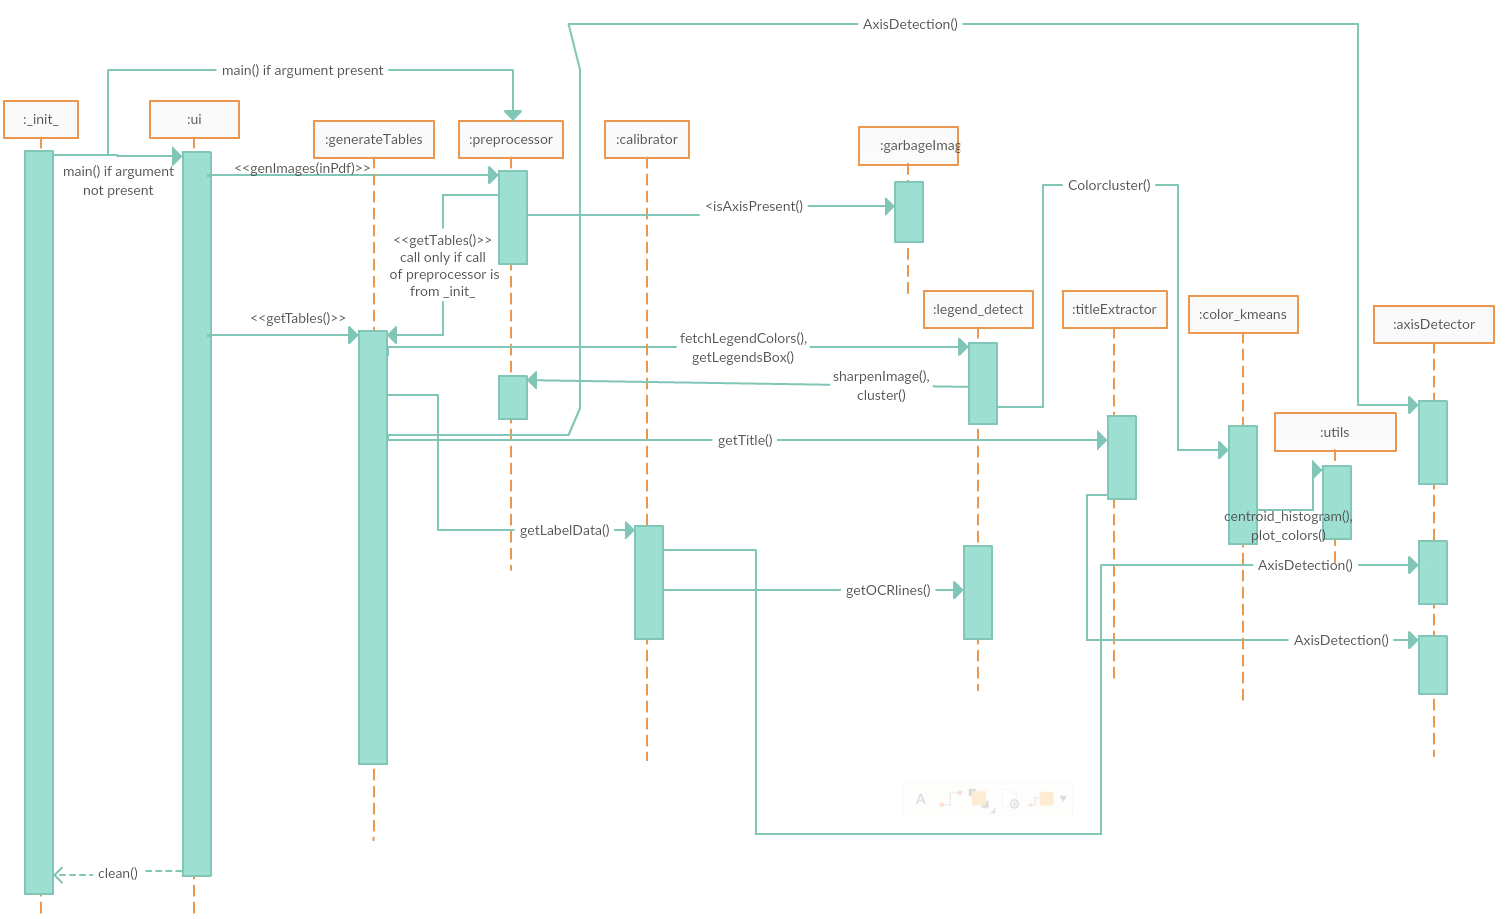 AxisDetection()
main() if argument present
:_init_
:ui
:generateTables
:preprocessor
:calibrator
:garbageImag
main() if argument
not present
<<genImages(inPdf)>>
Colorcluster()
<isAxisPresent()
<<getTables()>>
call only if call
of preprocessor is
from _init_
:legend_detect
:titleExtractor
:color_kmeans
:axisDetector
<<getTables()>>
fetchLegendColors(),
getLegendsBox()
sharpenImage(),
cluster()
:utils
getTitle()
centroid_histogram(),
plot_colors()
getLabelData()
AxisDetection()
getOCRlines()
AxisDetection()
A
clean()